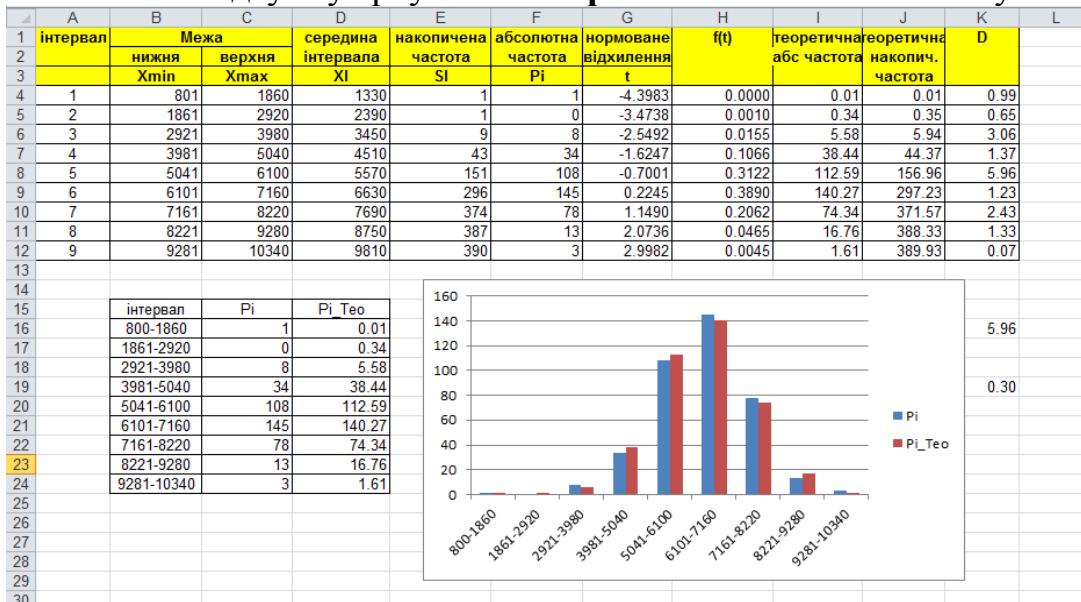 A B C D E F G H I J K L
1 інтервал Межа середина накопичена абсолютна нормоване f(t) теоретична теоретична D
2 нижня верхня інтервала частота частота відхилення абс частота накопич.
3 Xmin Xmax XI SI Pi t частота
4 1 801 1860 1330 1 1 -4.3983 0.0000 0.01 0.01 0.99
5 2 1861 2920 2390 1 0 -3.4738 0.0010 0.34 0.35 0.65
6 3 2921 3980 3450 9 8 -2.5492 0.0155 5.58 5.94 3.06
7 4 3981 5040 4510 43 34 -1.6247 0.1066 38.44 44.37 1.37
8 5 5041 6100 5570 151 108 -0.7001 0.3122 112.59 156.96 5.96
9 6 6101 7160 6630 296 145 0.2245 0.3890 140.27 297.23 1.23
10 7 7161 8220 7690 374 78 1.1490 0.2062 74.34 371.57 2.43
11 8 8221 9280 8750 387 13 2.0736 0.0465 16.76 388.33 1.33
12 9 9281 10340 9810 390 3 2.9982 0.0045 1.61 389.93 0.07
13
14
15 інтервал Pi Pi_Teo
16 800-1860 1 0.01 5.96
17 1861-2920 0 0.34
18 2921-3980 8 5.58
19 3981-5040 34 38.44 0.30
20 5041-6100 108 112.59
21 6101-7160 145 140.27
22 7161-8220 78 74.34
23 8221-9280 13 16.76
24 9281-10340 3 1.61
25
26
27
28
29
30
160
140
120
100
80
60
40
20
0
800-1860 1861-2920 2921-3980 3981-5040 5041-6100 6101-7160 7161-8220 8221-9280 9281-10340
Pi
Pi_Teo